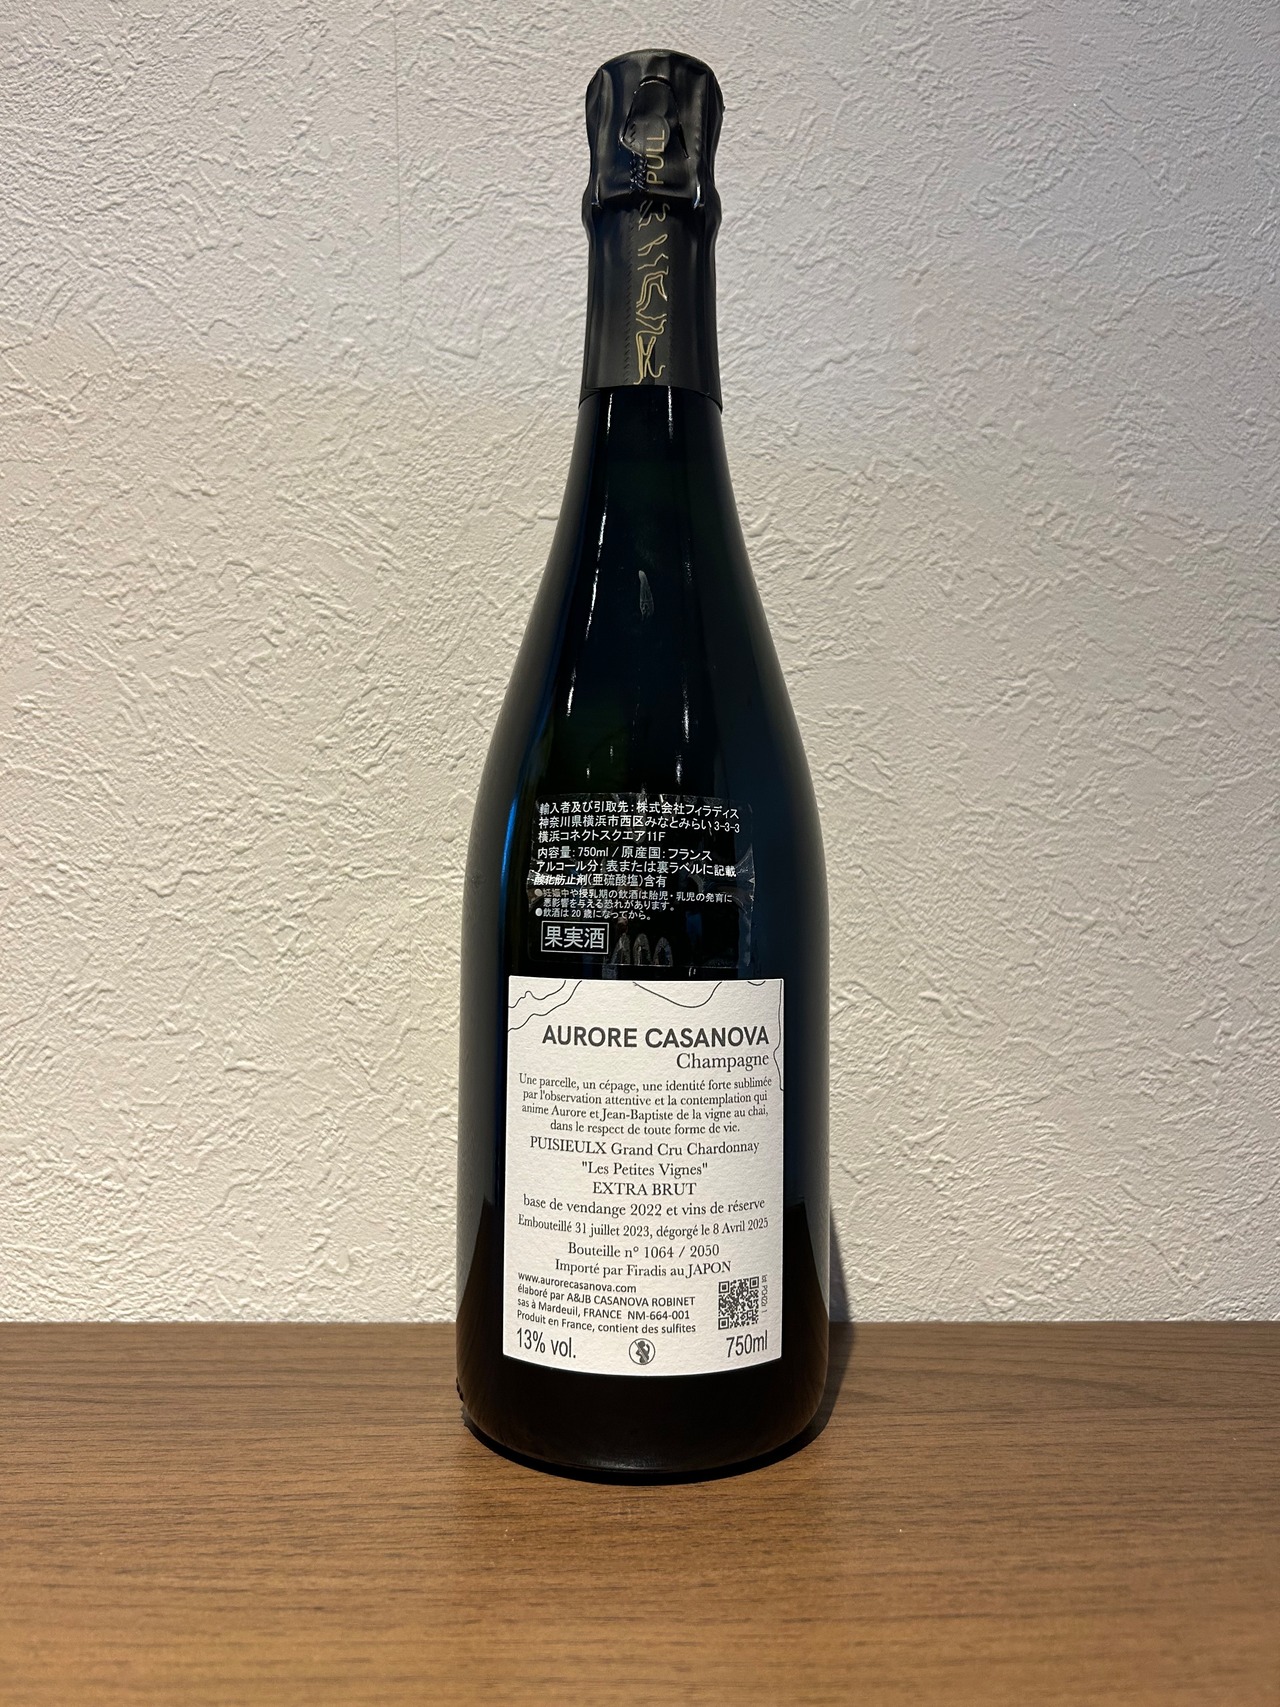 PULL
輸入者及び引取先：株式会社フィラディス
神奈川県横浜市西区みなとみらい3-3-3
横浜コネクトスクエア11F
内容量：750ml / 原産国：フランス
アルコール分：表または裏ラベルに記載
酸化防止剤(亜硫酸塩)含有
●妊娠中や授乳期の飲酒は胎児・乳児の発育に
悪影響を与える恐れがあります。
●飲酒は20歳になってから。
果実酒
AURORE CASANOVA
Champagne
Une parcelle, un cépage, une identité forte sublimée
par l'observation attentive et la contemplation qui
anime Aurore et Jean-Baptiste de la vigne au chai,
dans le respect de toute forme de vie.
PUISIEULX Grand Cru Chardonnay
"Les Petites Vignes"
EXTRA BRUT
base de vendange 2022 et vins de réserve
Embouteillé 31 juillet 2023, dégorgé le 8 Avril 2025
Bouteille n° 1064 / 2050
Importé par Firadis au JAPON
www.aurorecasanova.com
élaboré par A&JB CASANOVA ROBINET
sas à Mardeuil, FRANCE NM-664-001
Produit en France, contient des sulfites
13% vol.
750ml